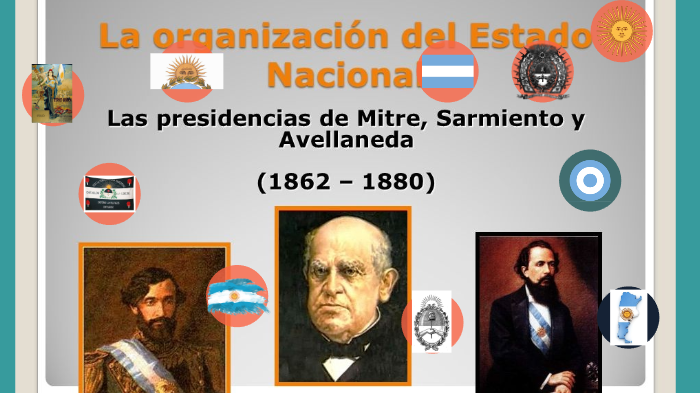 La organización del Estado
Nacional
Las presidencias de Mitre, Sarmiento y
Avellaneda
(1862 – 1880)